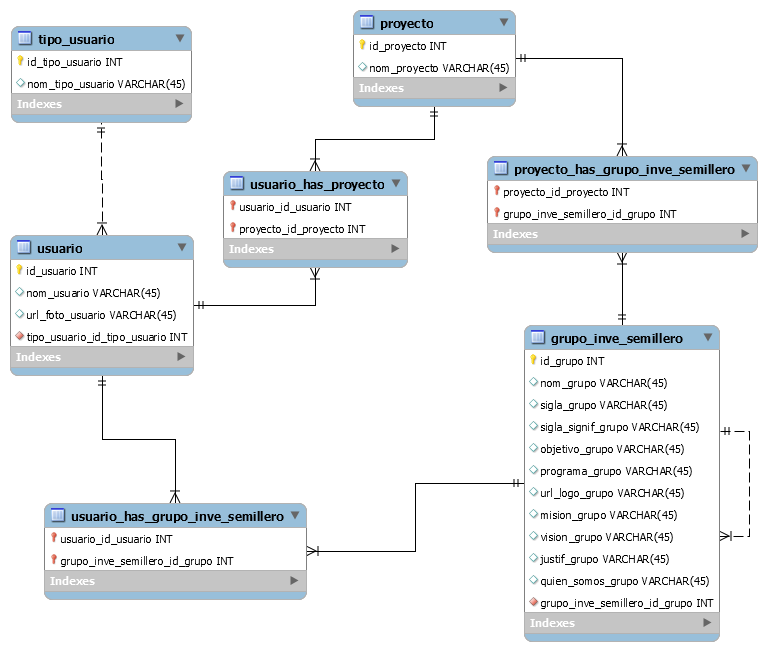 tipo_usuario
id_tipo_usuario INT
nom_tipo_usuario VARCHAR(45)
Indexes
proyecto
id_proyecto INT
nom_proyecto VARCHAR(45)
Indexes
usuario_has_proyecto
usuario_id_usuario INT
proyecto_id_proyecto INT
Indexes
proyecto_has_grupo_inve_semillero
proyecto_id_proyecto INT
grupo_inve_semillero_id_grupo INT
Indexes
usuario
id_usuario INT
nom_usuario VARCHAR(45)
url_foto_usuario VARCHAR(45)
tipo_usuario_id_tipo_usuario INT
Indexes
grupo_inve_semillero
id_grupo INT
nom_grupo VARCHAR(45)
sigla_grupo VARCHAR(45)
sigla_signif_grupo VARCHAR(45)
objetivo_grupo VARCHAR(45)
programa_grupo VARCHAR(45)
url_logo_grupo VARCHAR(45)
mision_grupo VARCHAR(45)
vision_grupo VARCHAR(45)
justif_grupo VARCHAR(45)
quien_somos_grupo VARCHAR(45)
grupo_inve_semillero_id_grupo INT
Indexes
usuario_has_grupo_inve_semillero
usuario_id_usuario INT
grupo_inve_semillero_id_grupo INT
Indexes